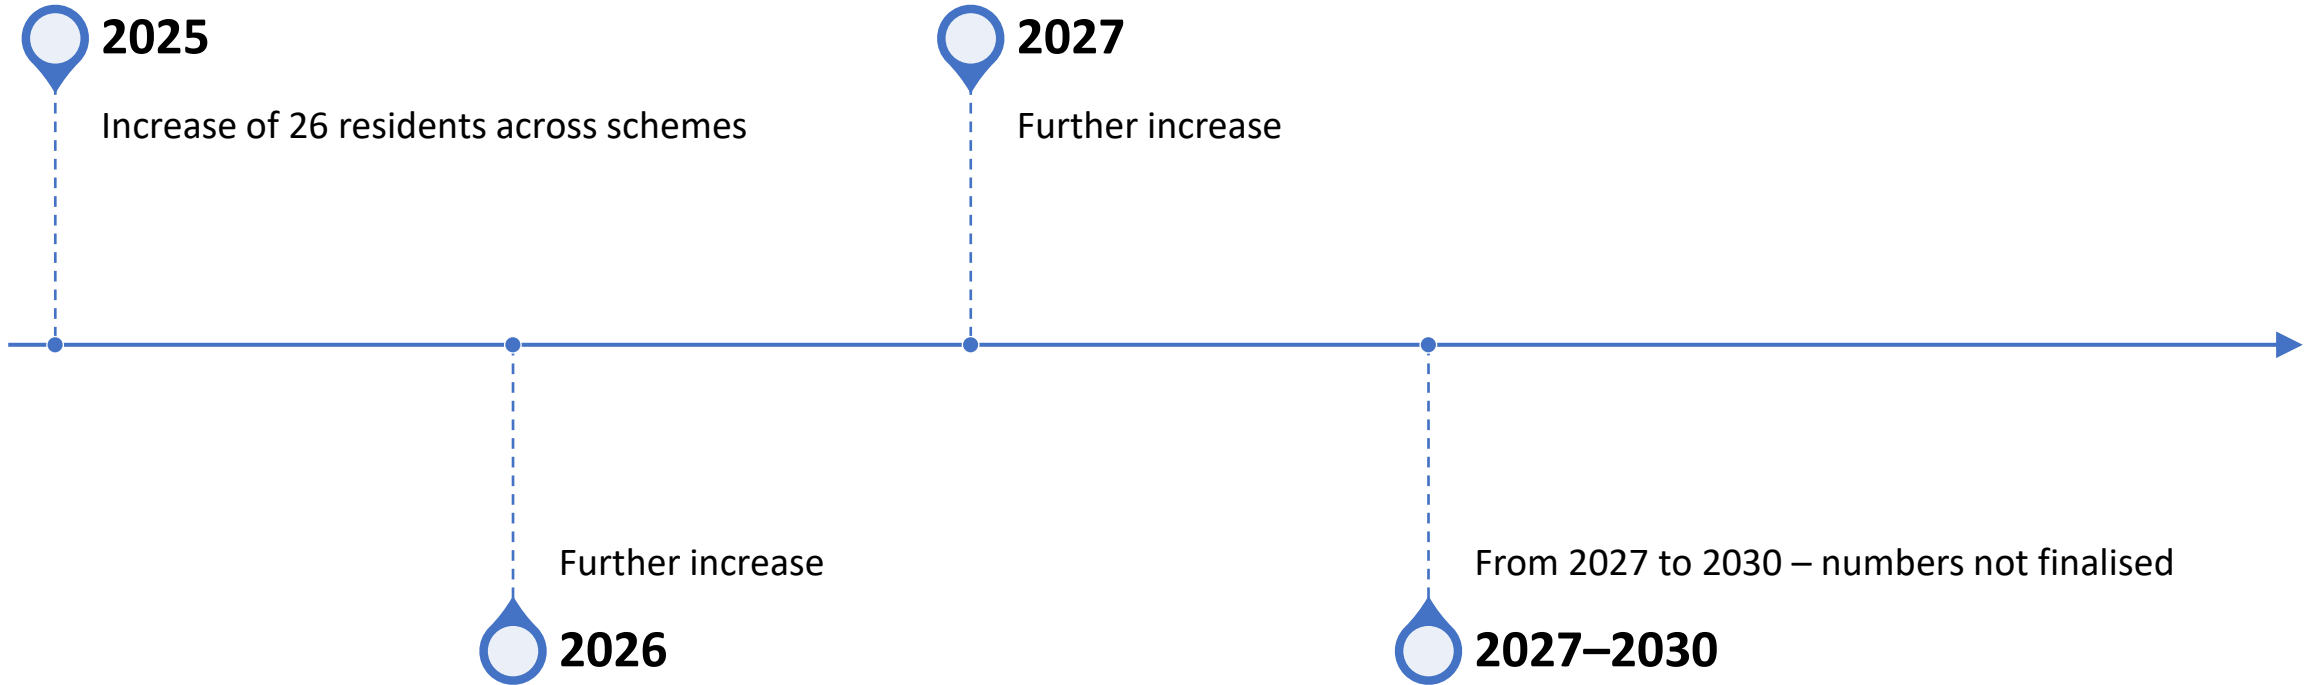 2025
Increase of 26 residents across schemes
Further increase
2026
2027
Further increase
From 2027 to 2030 – numbers not finalised
2027–2030